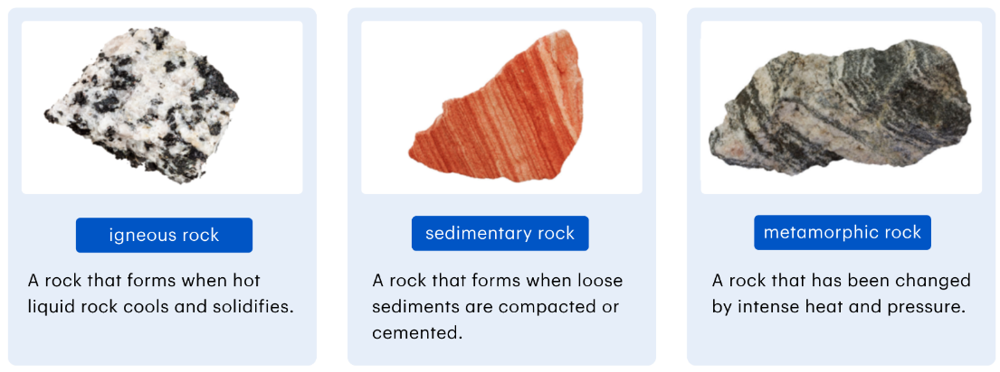 igneous rock
A rock that forms when hot
liquid rock cools and solidifies.
sedimentary rock
A rock that forms when loose
sediments are compacted or
cemented.
metamorphic rock
A rock that has been changed
by intense heat and pressure.